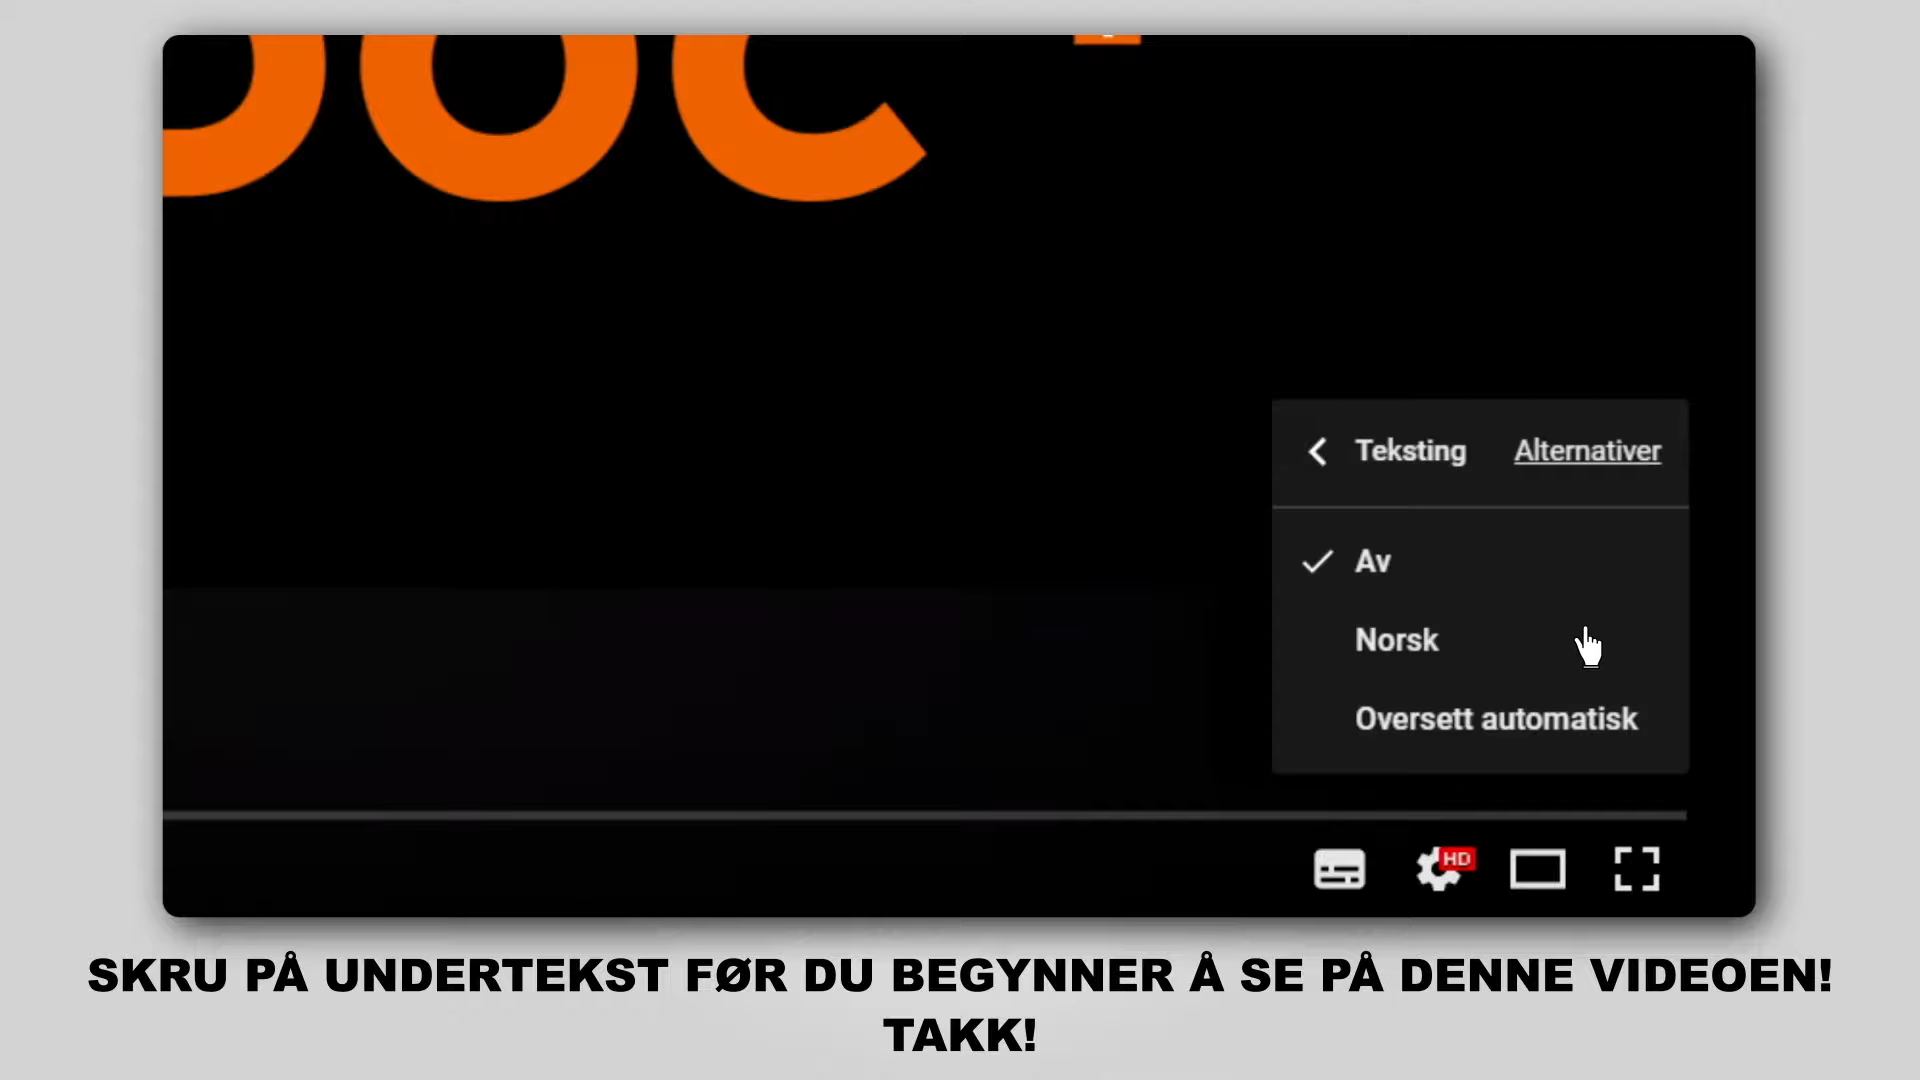 Teksting Alternativer
Av
Norsk
Oversett automatisk
HD
SKRU PÅ UNDERTEKST FØR DU BEGYNNER Å SE PÅ DENNE VIDEOEN!
TAKK!